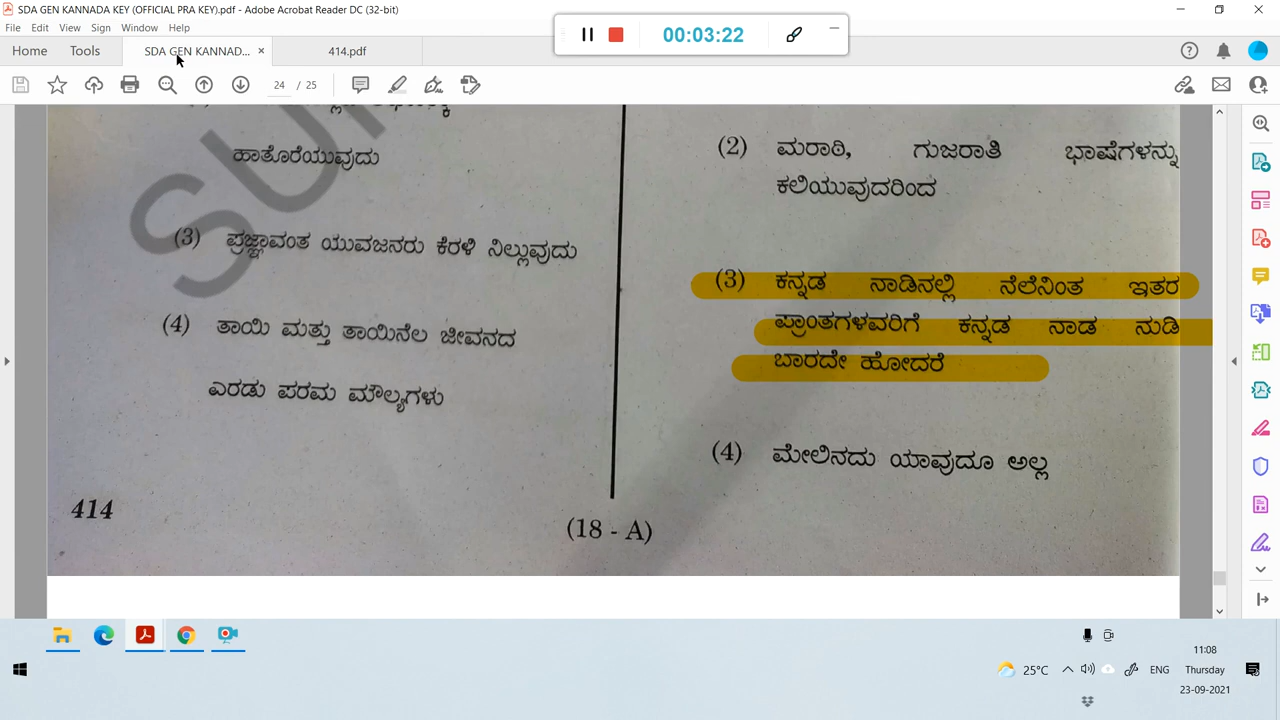 SDA GEN KANNADA KEY (OFFICIAL PRA KEY).pdf - Adobe Acrobat Reader DC (32-bit)
File Edit View Sign Window Help
00:03:22
Home Tools SDA GEN KANNAD... × 414.pdf
24 / 25
ಹಾತೊರೆಯುವುದು
(3) ಪ್ರಜ್ಞಾವಂತ ಯುವಜನರು ಕೆರಳಿ ನಿಲ್ಲುವುದು
(4) ತಾಯಿ ಮತ್ತು ತಾಯಿನೆಲ ಜೀವನದ
ಎರಡು ಪರಮ ಮೌಲ್ಯಗಳು
414
(2) ಮರಾಠಿ, ಗುಜರಾತಿ ಭಾಷೆಗಳನ್ನು
ಕಲಿಯುವುದರಿಂದ
(3) ಕನ್ನಡ ನಾಡಿನಲ್ಲಿ ನೆಲೆನಿಂತ ಇತರ
ಪ್ರಾಂತಗಳವರಿಗೆ ಕನ್ನಡ ನಾಡ ನುಡಿ
ಬಾರದೇ ಹೋದರೆ
(4) ಮೇಲಿನದು ಯಾವುದೂ ಅಲ್ಲ
(18 - A)
11:08
25°C ENG Thursday
23-09-2021